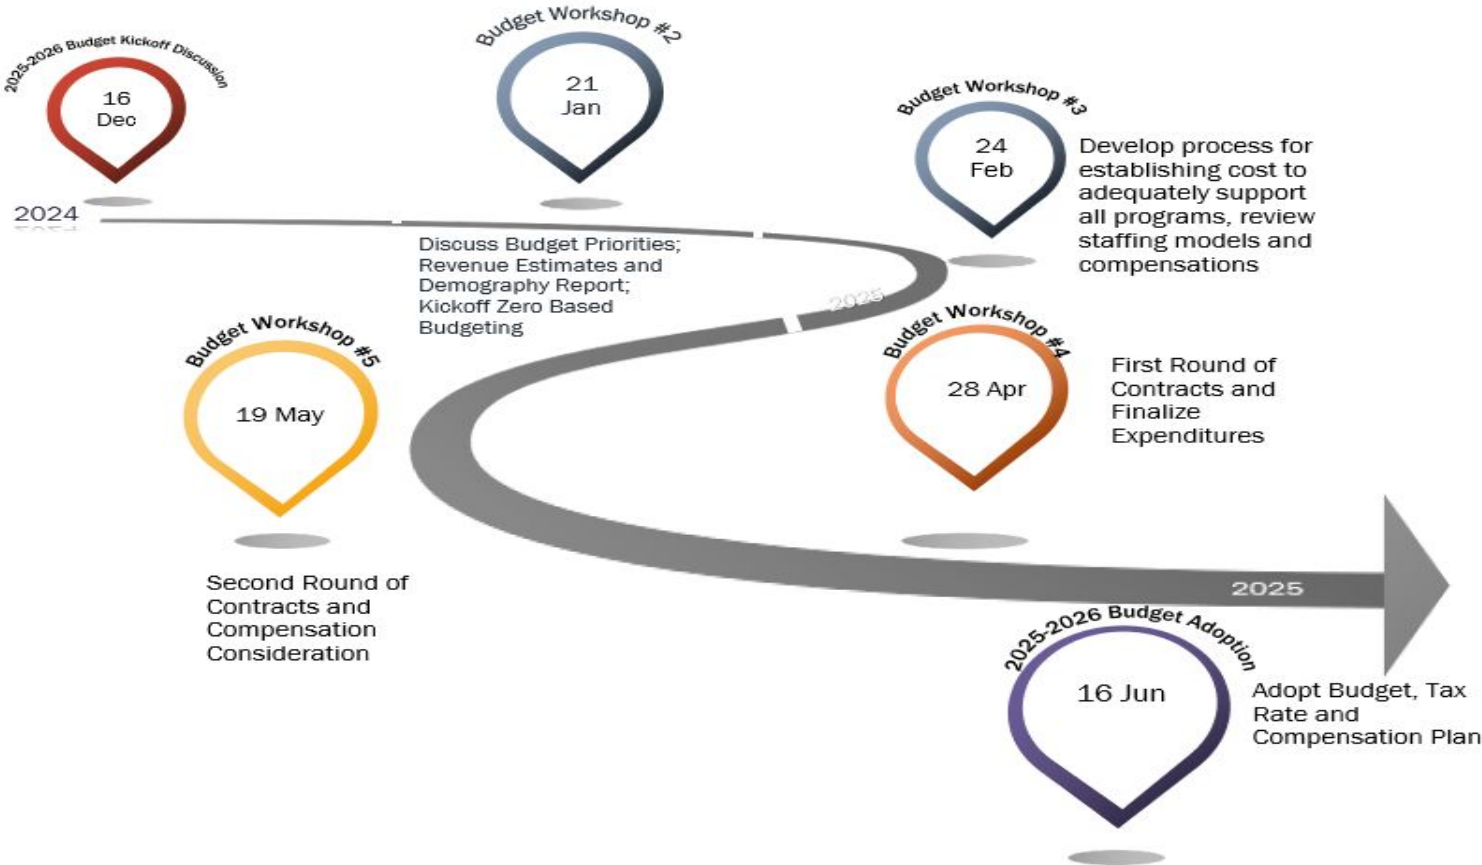 2025-2026 Budget Kickoff Discussion
16
Dec
Budget Workshop #2
21
Jan
Budget Workshop #3
24
Feb
Develop process for
establishing cost to
adequately support
all programs, review
staffing models and
compensations
2024
Discuss Budget Priorities;
Revenue Estimates and
Demography Report;
Kickoff Zero Based
Budgeting
2025
Budget Workshop #4
28 Apr
First Round of
Contracts and
Finalize
Expenditures
Budget Workshop #5
19 May
Second Round of
Contracts and
Compensation
Consideration
2025
2025-2026 Budget Adoption
16 Jun
Adopt Budget, Tax
Rate and
Compensation Plan